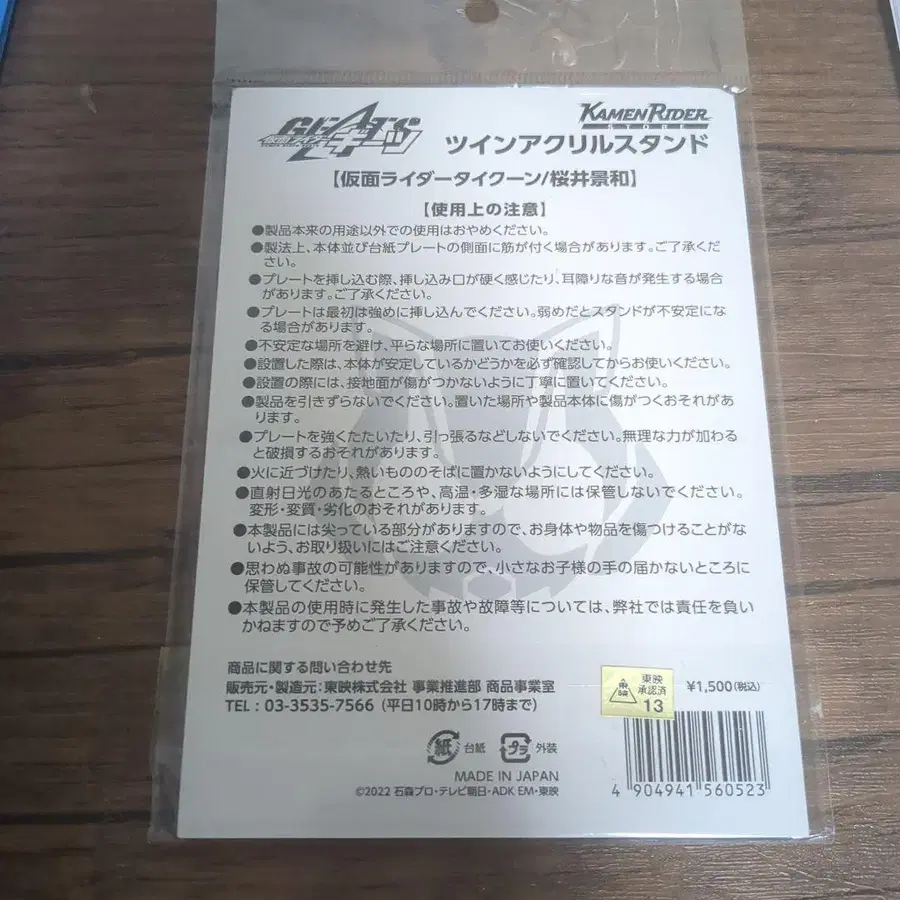 GEATS
仮面ライダー
ギーツ
KAMEN RIDER
STORE
ツインアクリルスタンド
【仮面ライダータイクーン/桜井景和】
【使用上の注意】
●製品本来の用途以外での使用はおやめください。
●製法上、本体並び台紙プレートの側面に筋が付く場合があります。ご了承くだ
さい。
●プレートを挿し込む際、挿し込み口が硬く感じたり、耳障りな音が発生する場合
があります。ご了承ください。
●プレートは最初は強めに挿し込んでください。弱めだとスタンドが不安定にな
る場合があります。
●不安定な場所を避け、平らな場所に置いてお使いください。
●設置した際は、本体が安定しているかどうかを必ず確認してからお使いください。
●設置の際には、接地面が傷がつかないように丁寧に置いてください。
●製品を引きずらないでください。置いた場所や製品本体に傷がつくおそれがあ
ります。
●プレートを強くたたいたり、引っ張るなどしないでください。無理な力が加わる
と破損するおそれがあります。
●火に近づけたり、熱いもののそばに置かないようにしてください。
●直射日光のあたるところや、高温・多湿な場所には保管しないでください。
変形・変質・劣化のおそれがあります。
●本製品には尖っている部分がありますので、お身体や物品を傷つけることがな
いよう、お取り扱いにはご注意ください。
●思わぬ事故の可能性がありますので、小さなお子様の手の届かないところに
保管してください。
●本製品の使用時に発生した事故や故障等については、弊社では責任を負い
かねますので予めご了承ください。
商品に関する問い合わせ先
販売元・製造元:東映株式会社 事業推進部 商品事業室
TEL : 03-3535-7566 (平日10時から17時まで)
東映
東映
承認済
13
¥1,500(税込)
紙 台紙 プラ 外装
MADE IN JAPAN
©2022 石森プロ・テレビ朝日・ADK EM・東映
4 904941 560523